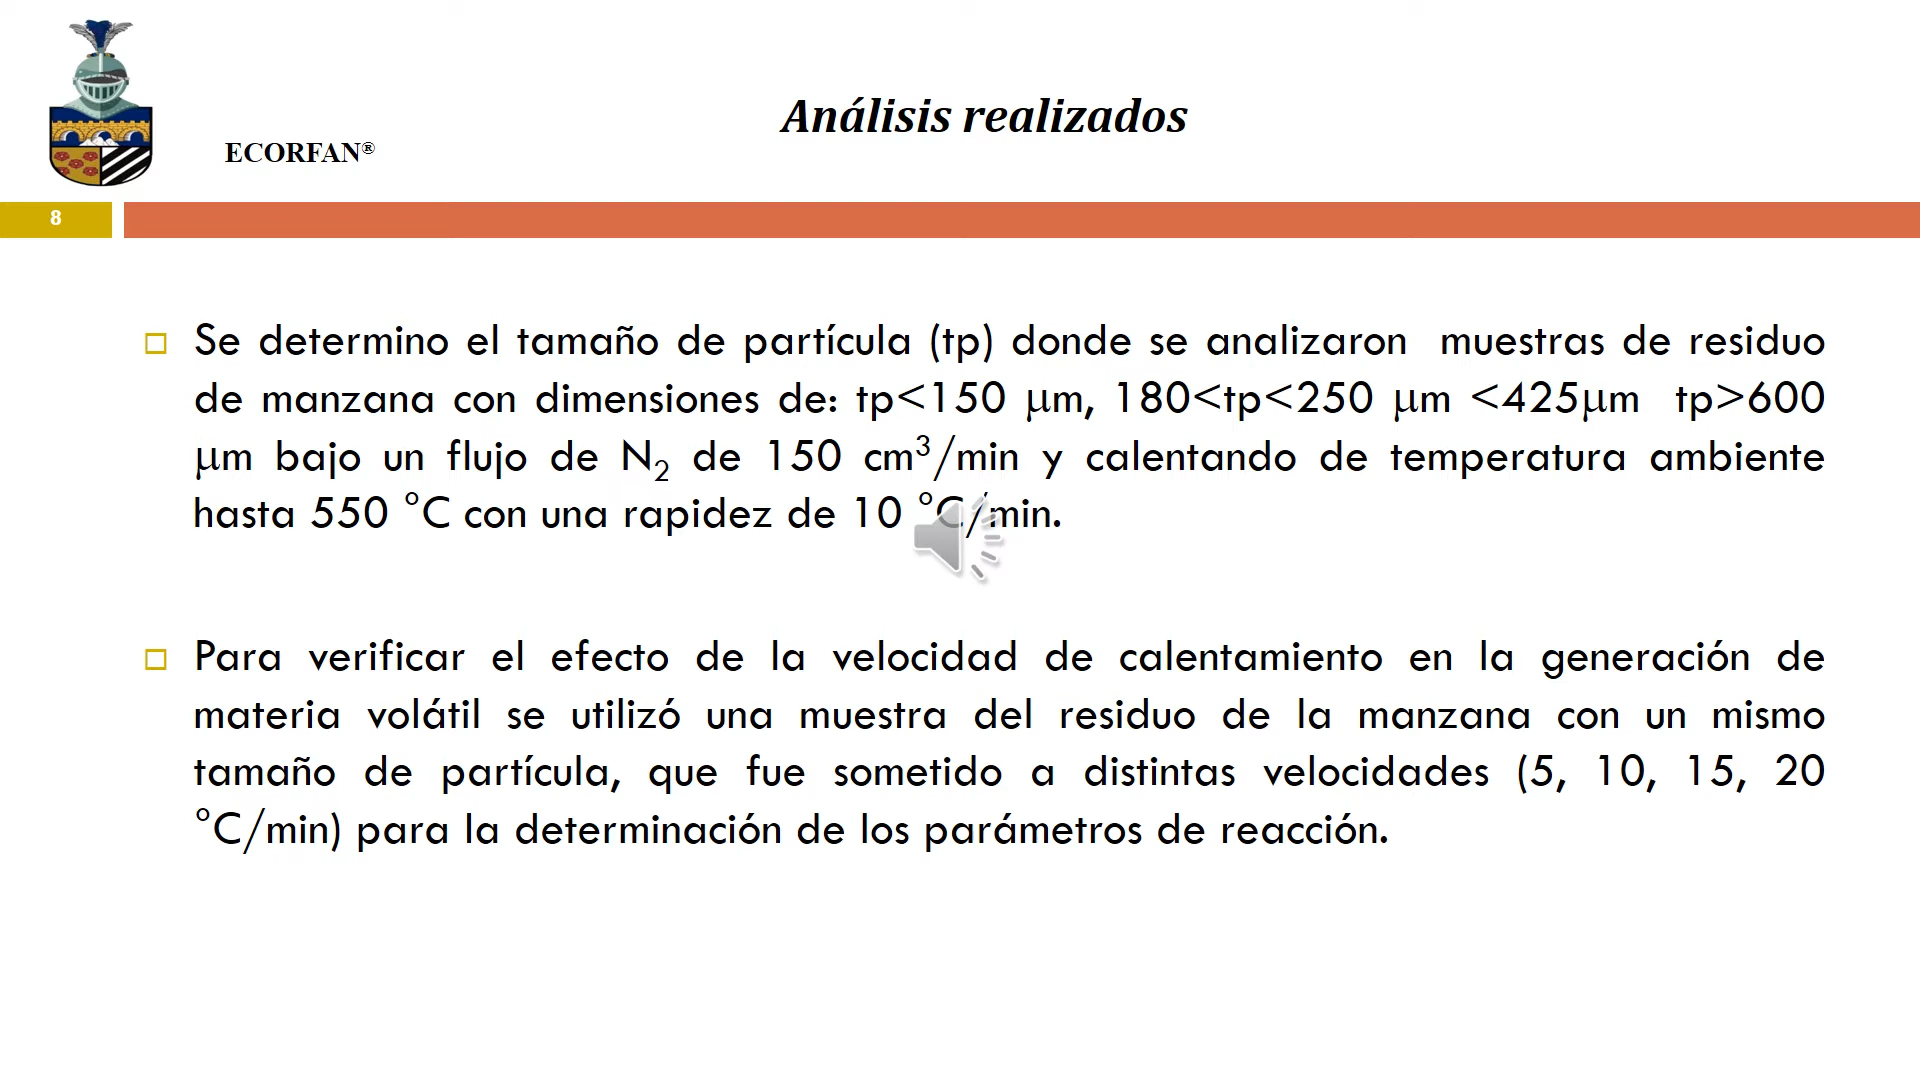 Análisis realizados
ECORFAN®
8
Se determino el tamaño de partícula (tp) donde se analizaron muestras de residuo
de manzana con dimensiones de: tp<150 µm, 180<tp<250 µm <425µm tp>600
µm bajo un flujo de N₂ de 150 cm³/min y calentando de temperatura ambiente
hasta 550 °C con una rapidez de 10 °C/min.
Para verificar el efecto de la velocidad de calentamiento en la generación de
materia volátil se utilizó una muestra del residuo de la manzana con un mismo
tamaño de partícula, que fue sometido a distintas velocidades (5, 10, 15, 20
°C/min) para la determinación de los parámetros de reacción.